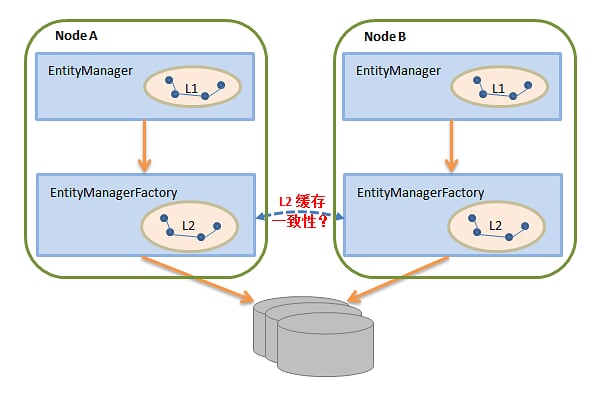 Node A
Node B
EntityManager
L1
EntityManager
L1
EntityManagerFactory
L2
L2 缓存
一致性？
EntityManagerFactory
L2